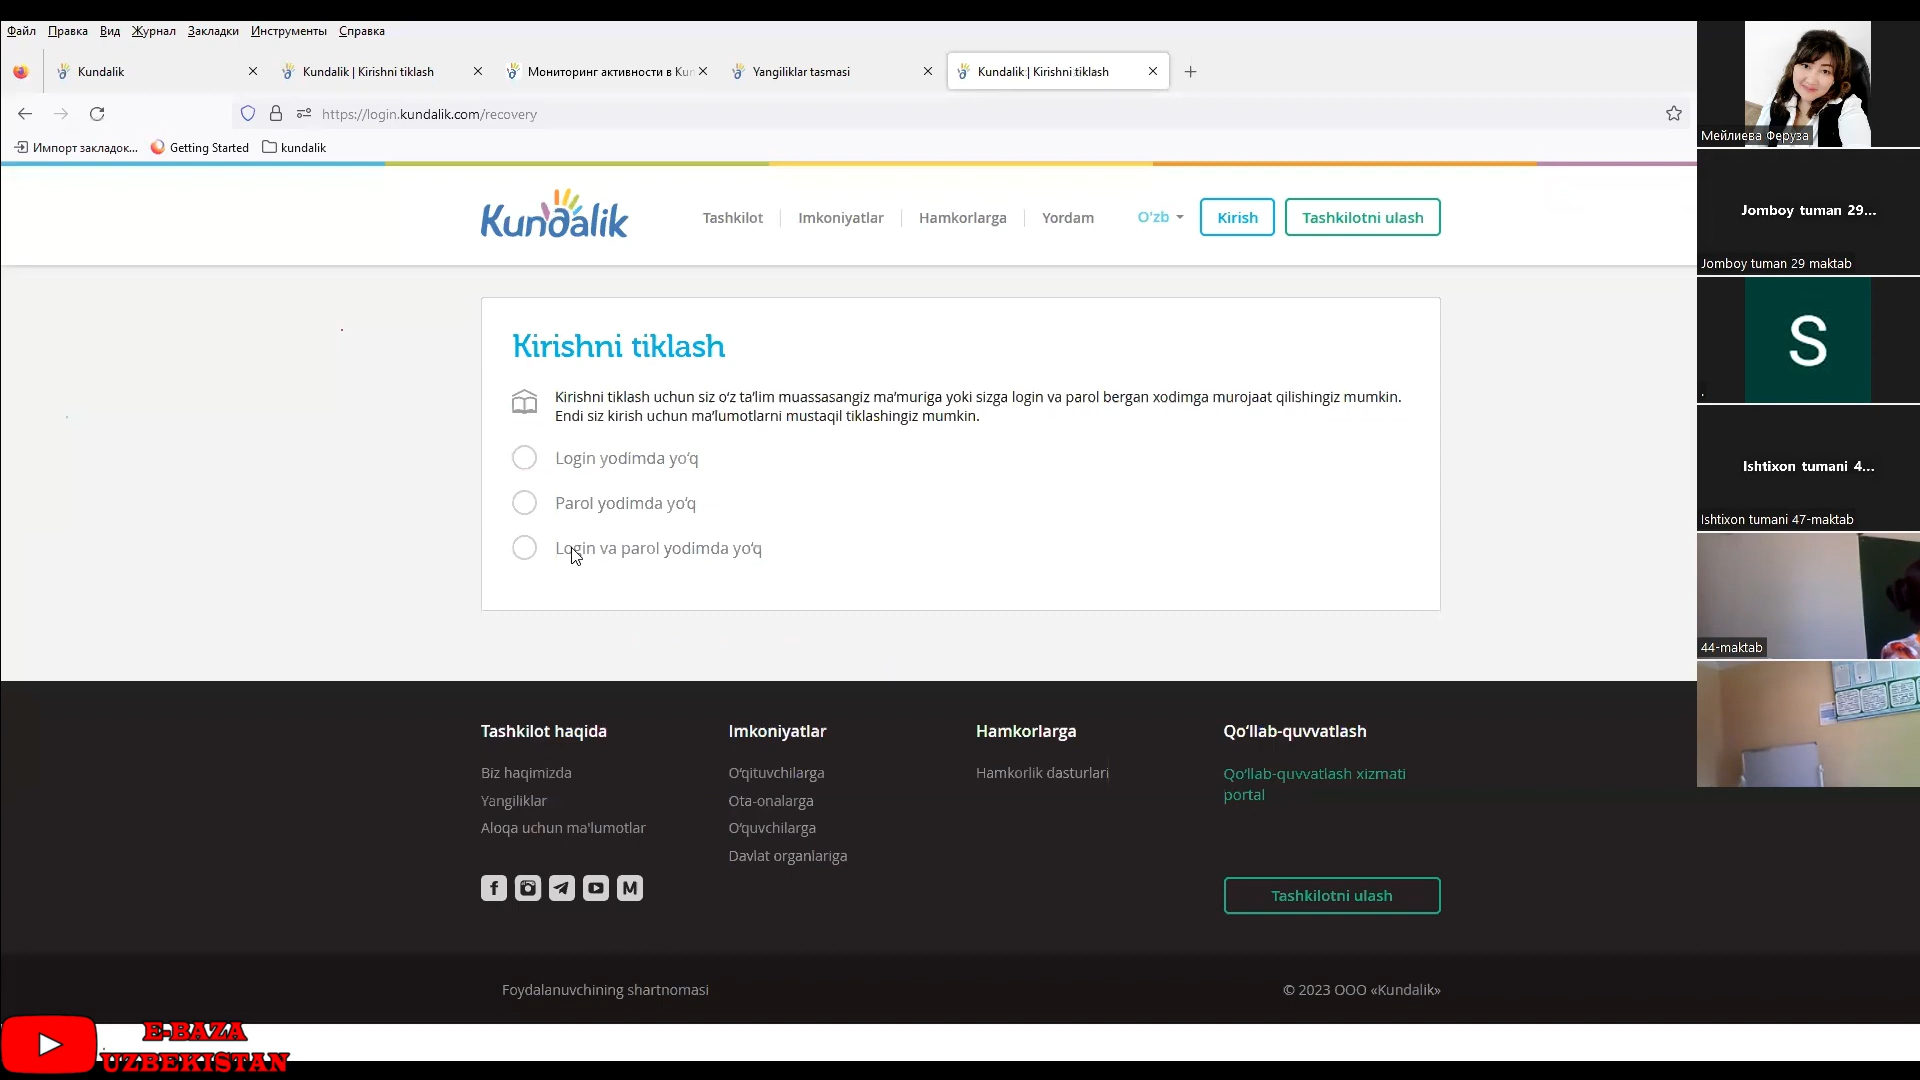 Файл Правка Вид Журнал Закладки Инструменты Справка
Kundalik
Kundalik | Kirishni tiklash
Мониторинг активности в Kun
Yangiliklar tasmasi
Kundalik | Kirishni tiklash
https://login.kundalik.com/recovery
Импорт закладок... Getting Started kundalik
Kundalik
Tashkilot Imkoniyatlar Hamkorlarga Yordam O'zb Kirish Tashkilotni ulash
Kirishni tiklash
Kirishni tiklash uchun siz o‘z ta’lim muassasangiz ma’muriga yoki sizga login va parol bergan xodimga murojaat qilishingiz mumkin.
Endi siz kirish uchun ma’lumotlarni mustaqil tiklashingiz mumkin.
Login yodimda yo‘q
Parol yodimda yo‘q
Login va parol yodimda yo‘q
Tashkilot haqida
Biz haqimizda
Yangiliklar
Aloqa uchun ma'lumotlar
Imkoniyatlar
O‘qituvchilarga
Ota-onalarga
O‘quvchilarga
Davlat organlariga
Hamkorlarga
Hamkorlik dasturlari
Qo‘llab-quvvatlash
Qo‘llab-quvvatlash xizmati
portal
Tashkilotni ulash
Foydalanuvchining shartnomasi
© 2023 OOO «Kundalik»
Мейлиева Феруза
Jomboy tuman 29...
Jomboy tuman 29 maktab
S
.
Ishtixon tumani 4...
Ishtixon tumani 47-maktab
44-maktab
E-BAZA
UZBEKISTAN